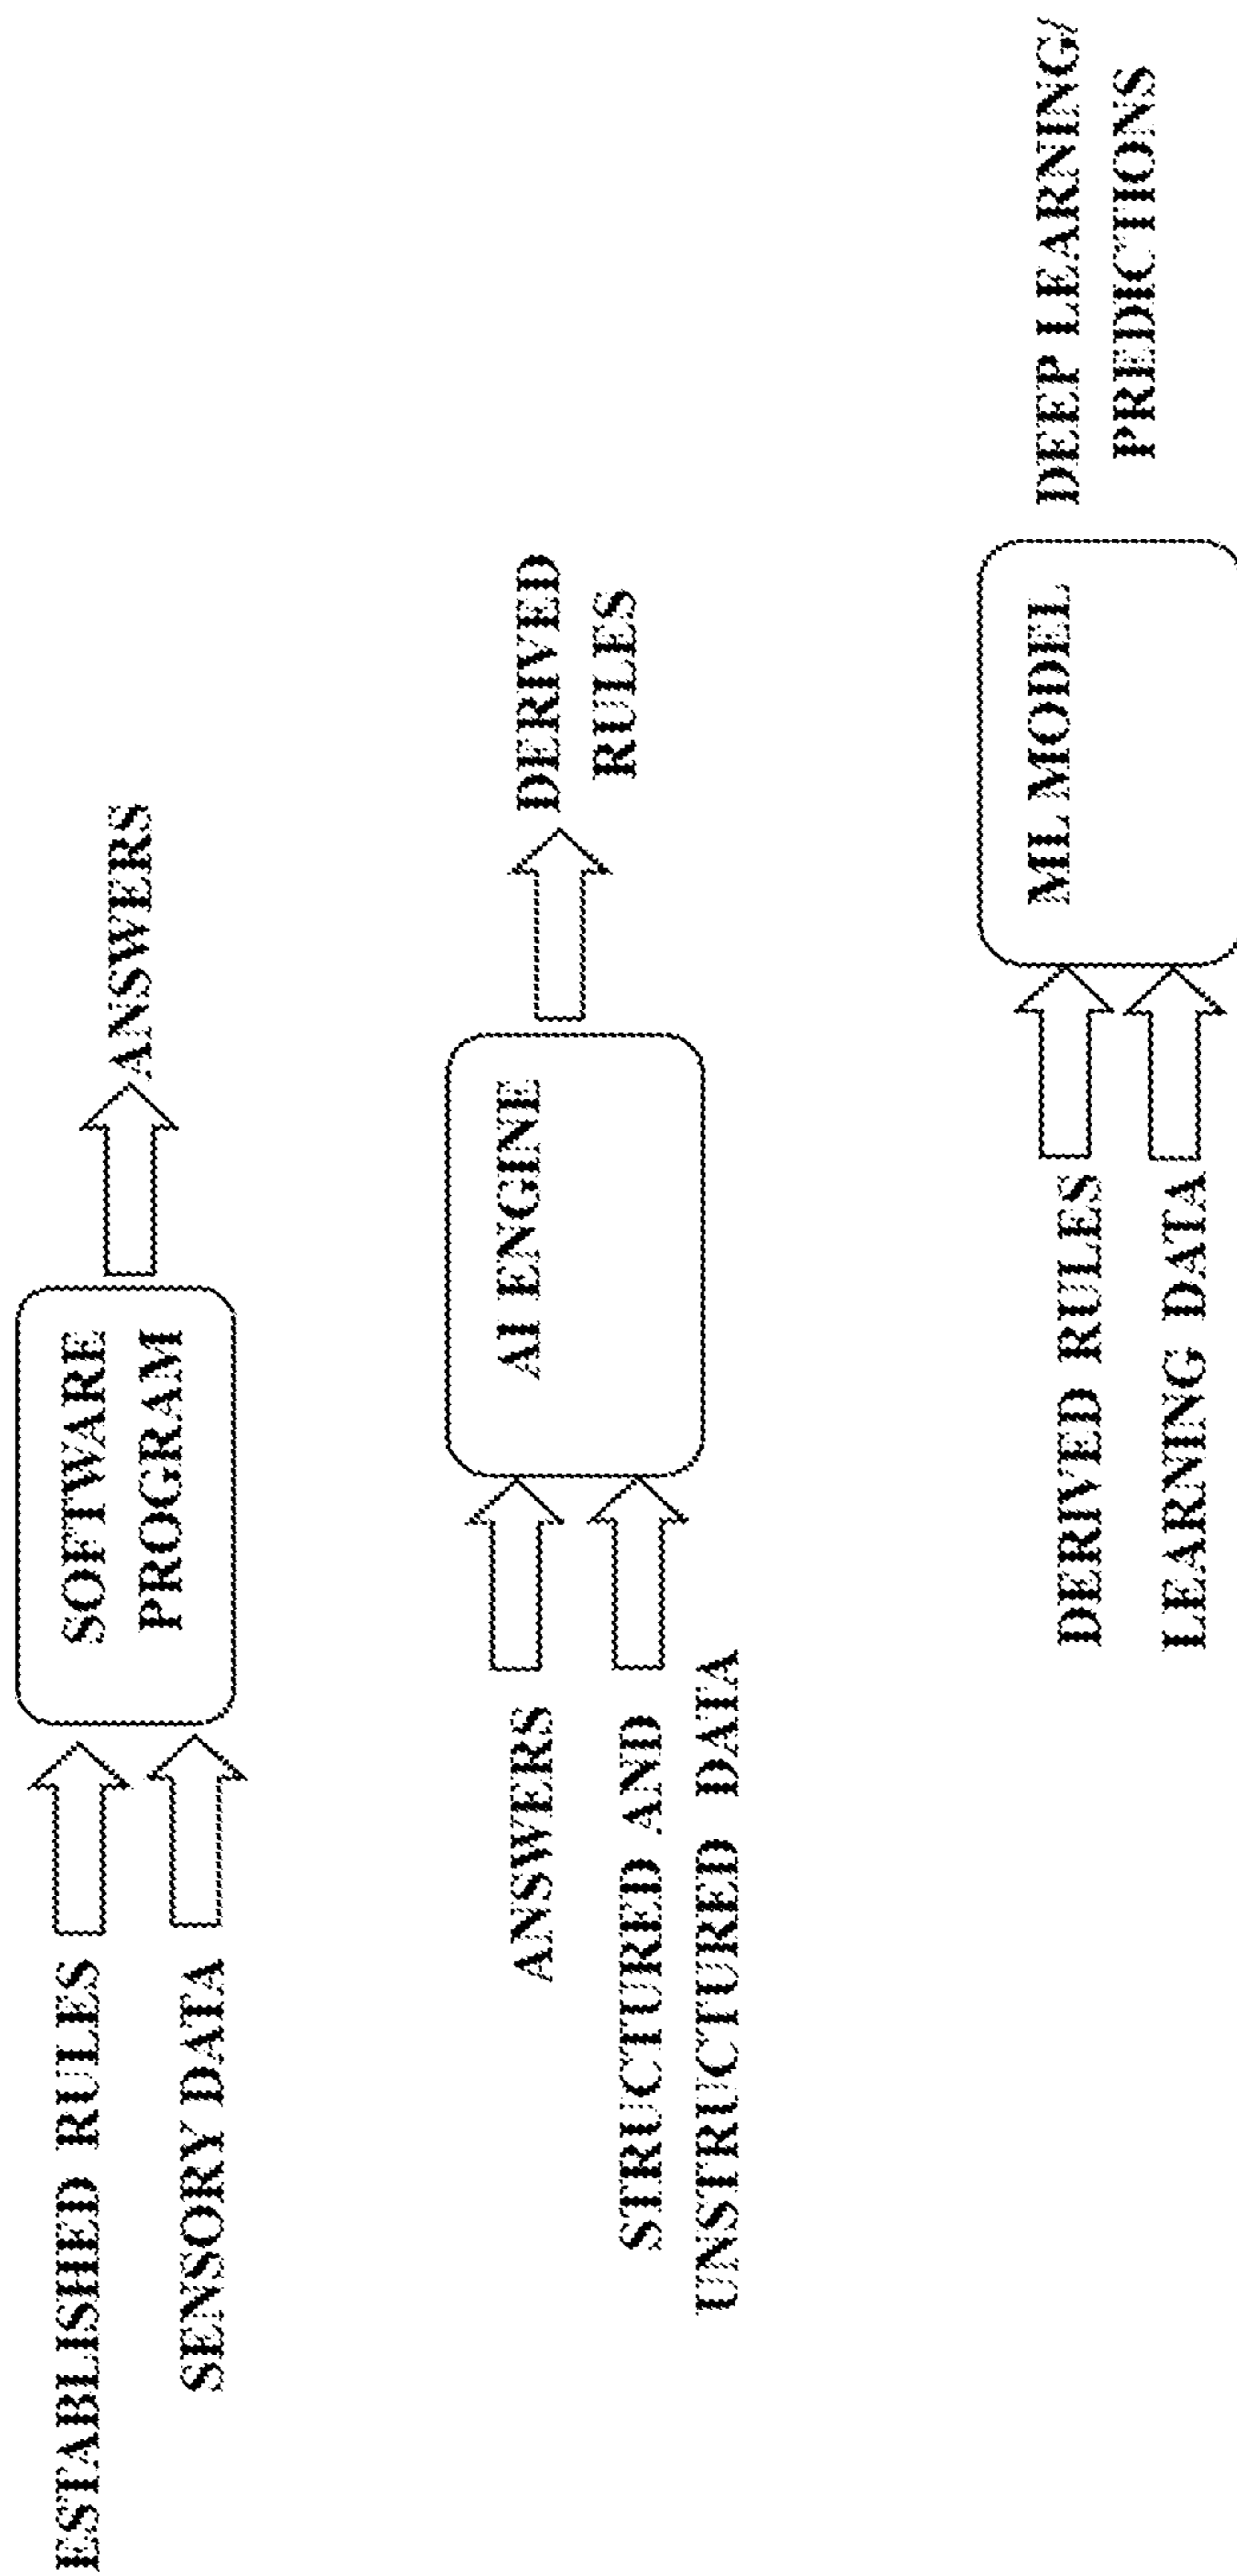 ESTABLISHED RULES
SENSORY DATA
SOFTWARE
PROGRAM
ANSWERS
ANSWERS
STRUCTURED AND
UNSTRUCTURED DATA
AI ENGINE
DERIVED
RULES
DERIVED RULES
LEARNING DATA
ML MODEL
DEEP LEARNING/
PREDICTIONS